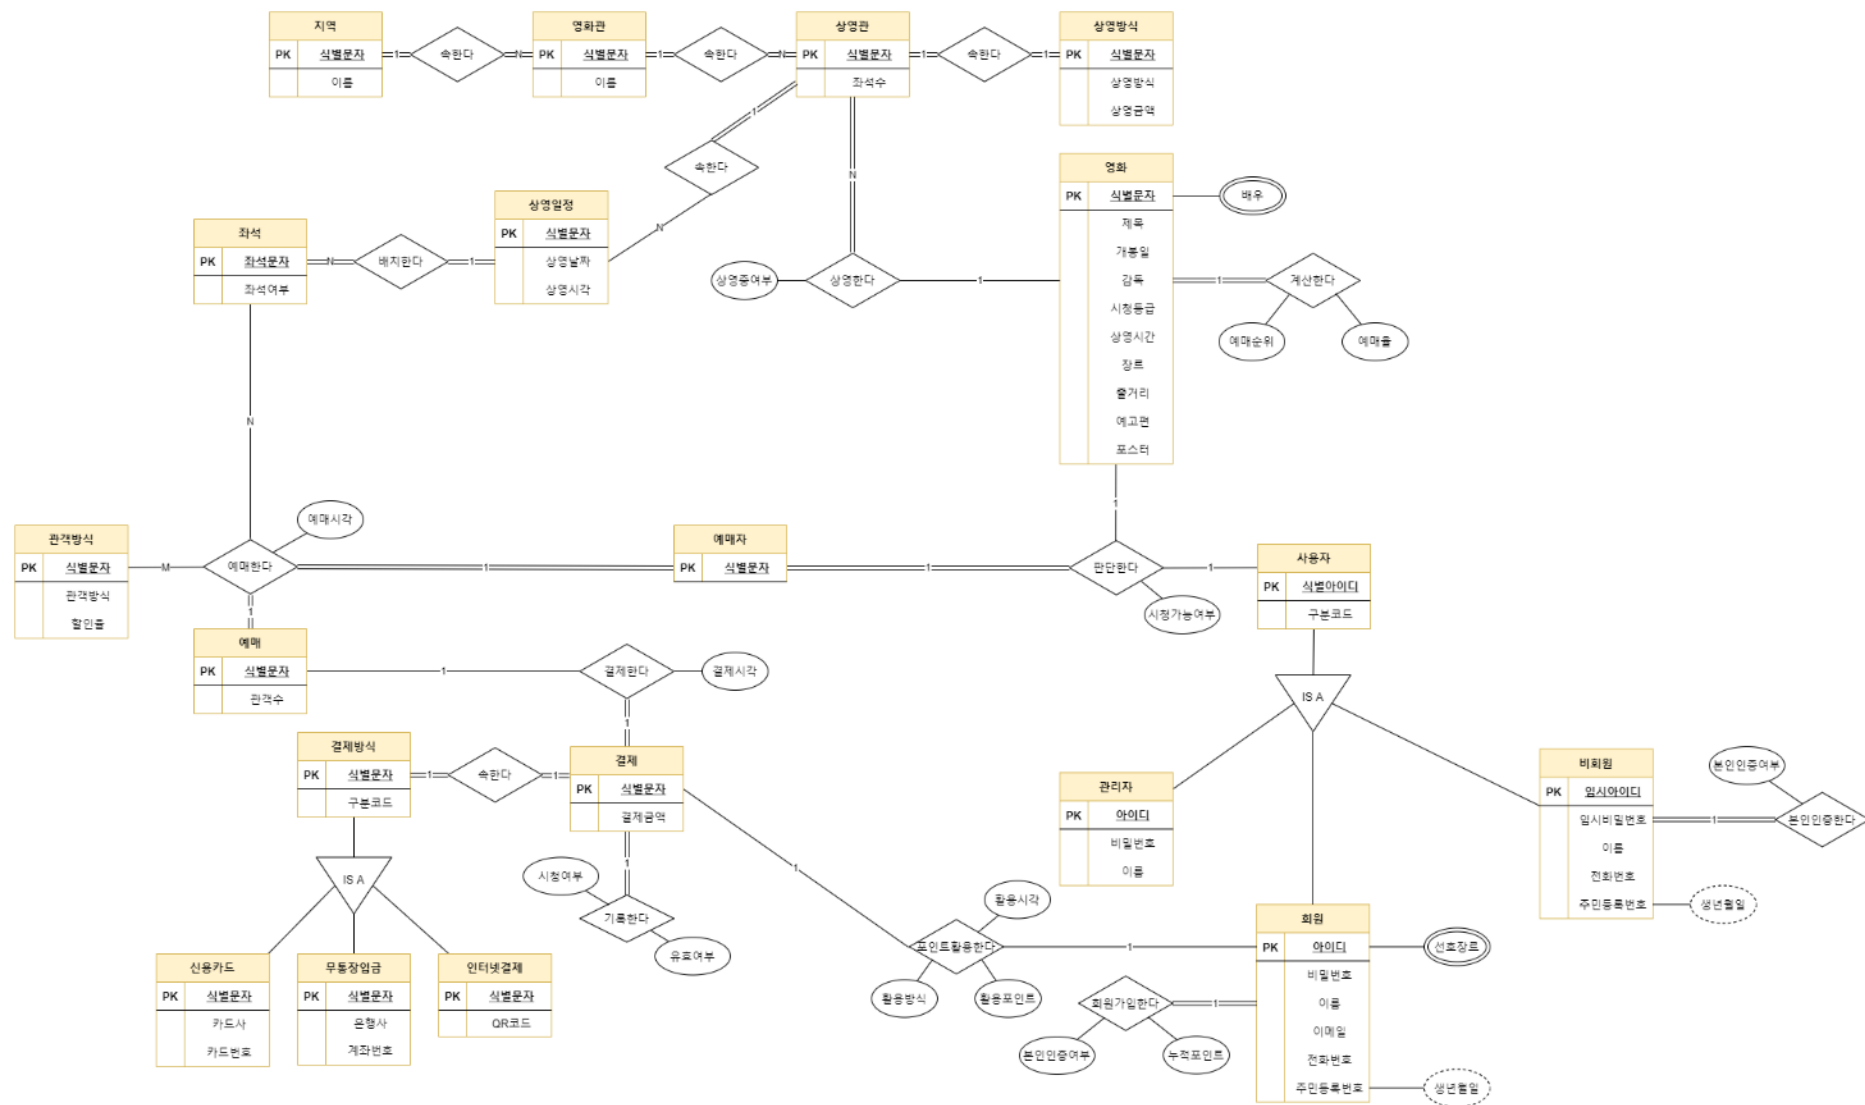 지역
PK 식별문자
이름
1
속한다
N
영화관
PK 식별문자
이름
1
속한다
N
상영관
PK 식별문자
좌석수
1
속한다
1
상영방식
PK 식별문자
상영방식
상영금액
1
속한다
N
N
상영한다
상영중여부
1
영화
PK 식별문자
제목
개봉일
감독
시청등급
상영시간
장르
줄거리
예고편
포스터
배우
1
계산한다
예매순위
예매율
상영일정
PK 식별문자
상영날짜
상영시각
1
배치한다
N
좌석
PK 좌석문자
좌석여부
N
예매시각
관객방식
PK 식별문자
관객방식
할인율
M
예매한다
1
예매자
PK 식별문자
1
1
판단한다
시청가능여부
1
사용자
PK 식별아이디
구분코드
1
예매
PK 식별문자
관객수
1
결제한다
결제시각
1
IS A
결제방식
PK 식별문자
구분코드
1
속한다
1
결제
PK 식별문자
결제금액
1
시청여부
기록한다
유효여부
IS A
신용카드
PK 식별문자
카드사
카드번호
무통장입금
PK 식별문자
은행사
계좌번호
인터넷결제
PK 식별문자
QR코드
1
활용시각
포인트활용한다
활용방식
활용포인트
1
관리자
PK 아이디
비밀번호
이름
비회원
PK 임시아이디
임시비밀번호
이름
전화번호
주민등록번호
1
본인인증여부
본인인증한다
생년월일
회원
PK 아이디
비밀번호
이름
이메일
전화번호
주민등록번호
선호장르
회원가입한다
1
본인인증여부
누적포인트
생년월일